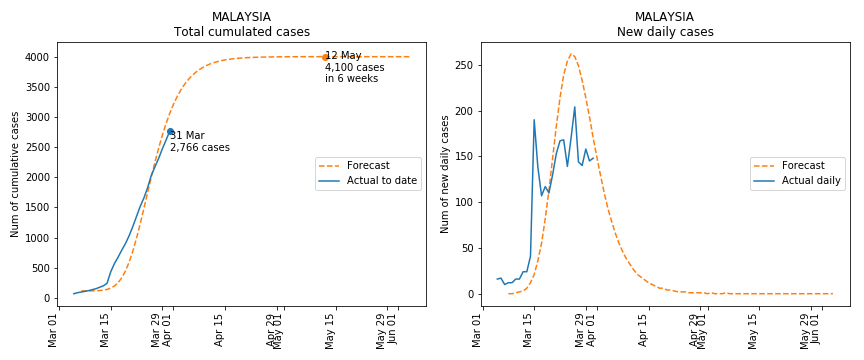 MALAYSIA
Total cumulated cases
Num of cumulative cases
4000
3500
3000
2500
2000
1500
1000
500
0
12 May
4,100 cases
in 6 weeks
31 Mar
2,766 cases
Forecast
Actual to date
Mar 01
Mar 15
Mar 29
Apr 01
Apr 15
Apr 29
May 01
May 15
May 29
Jun 01
MALAYSIA
New daily cases
Num of new daily cases
250
200
150
100
50
0
Forecast
Actual daily
Mar 01
Mar 15
Mar 29
Apr 01
Apr 15
Apr 29
May 01
May 15
May 29
Jun 01